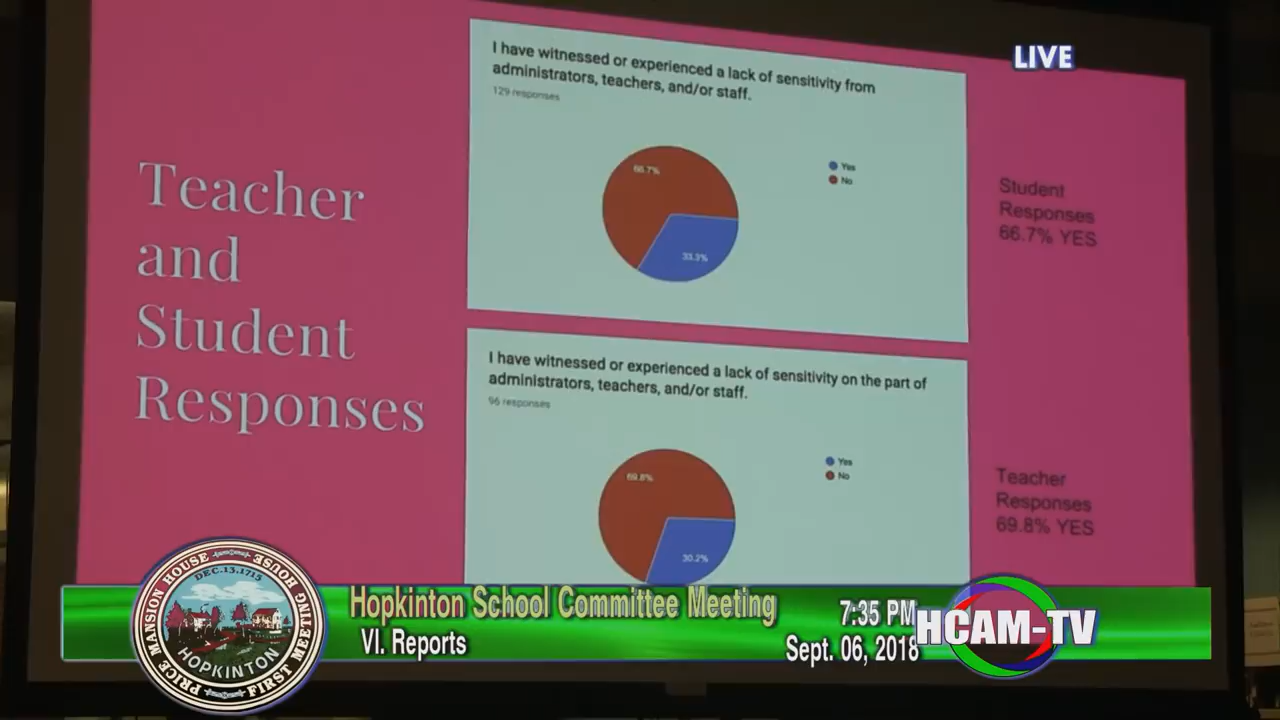 LIVE
Teacher
and
Student
Responses
I have witnessed or experienced a lack of sensitivity from
administrators, teachers, and/or staff.
129 responses
66.7%
33.3%
Yes
No
Student
Responses
66.7% YES
I have witnessed or experienced a lack of sensitivity on the part of
administrators, teachers, and/or staff.
96 responses
69.8%
30.2%
Yes
No
Teacher
Responses
69.8% YES
PRICE MANSION HOUSE HOUSE FIRST MEETING
DEC.13.1715
HOPKINTON
Hopkinton School Committee Meeting
VI. Reports
7:35 PM
Sept. 06, 2018
HCAM-TV